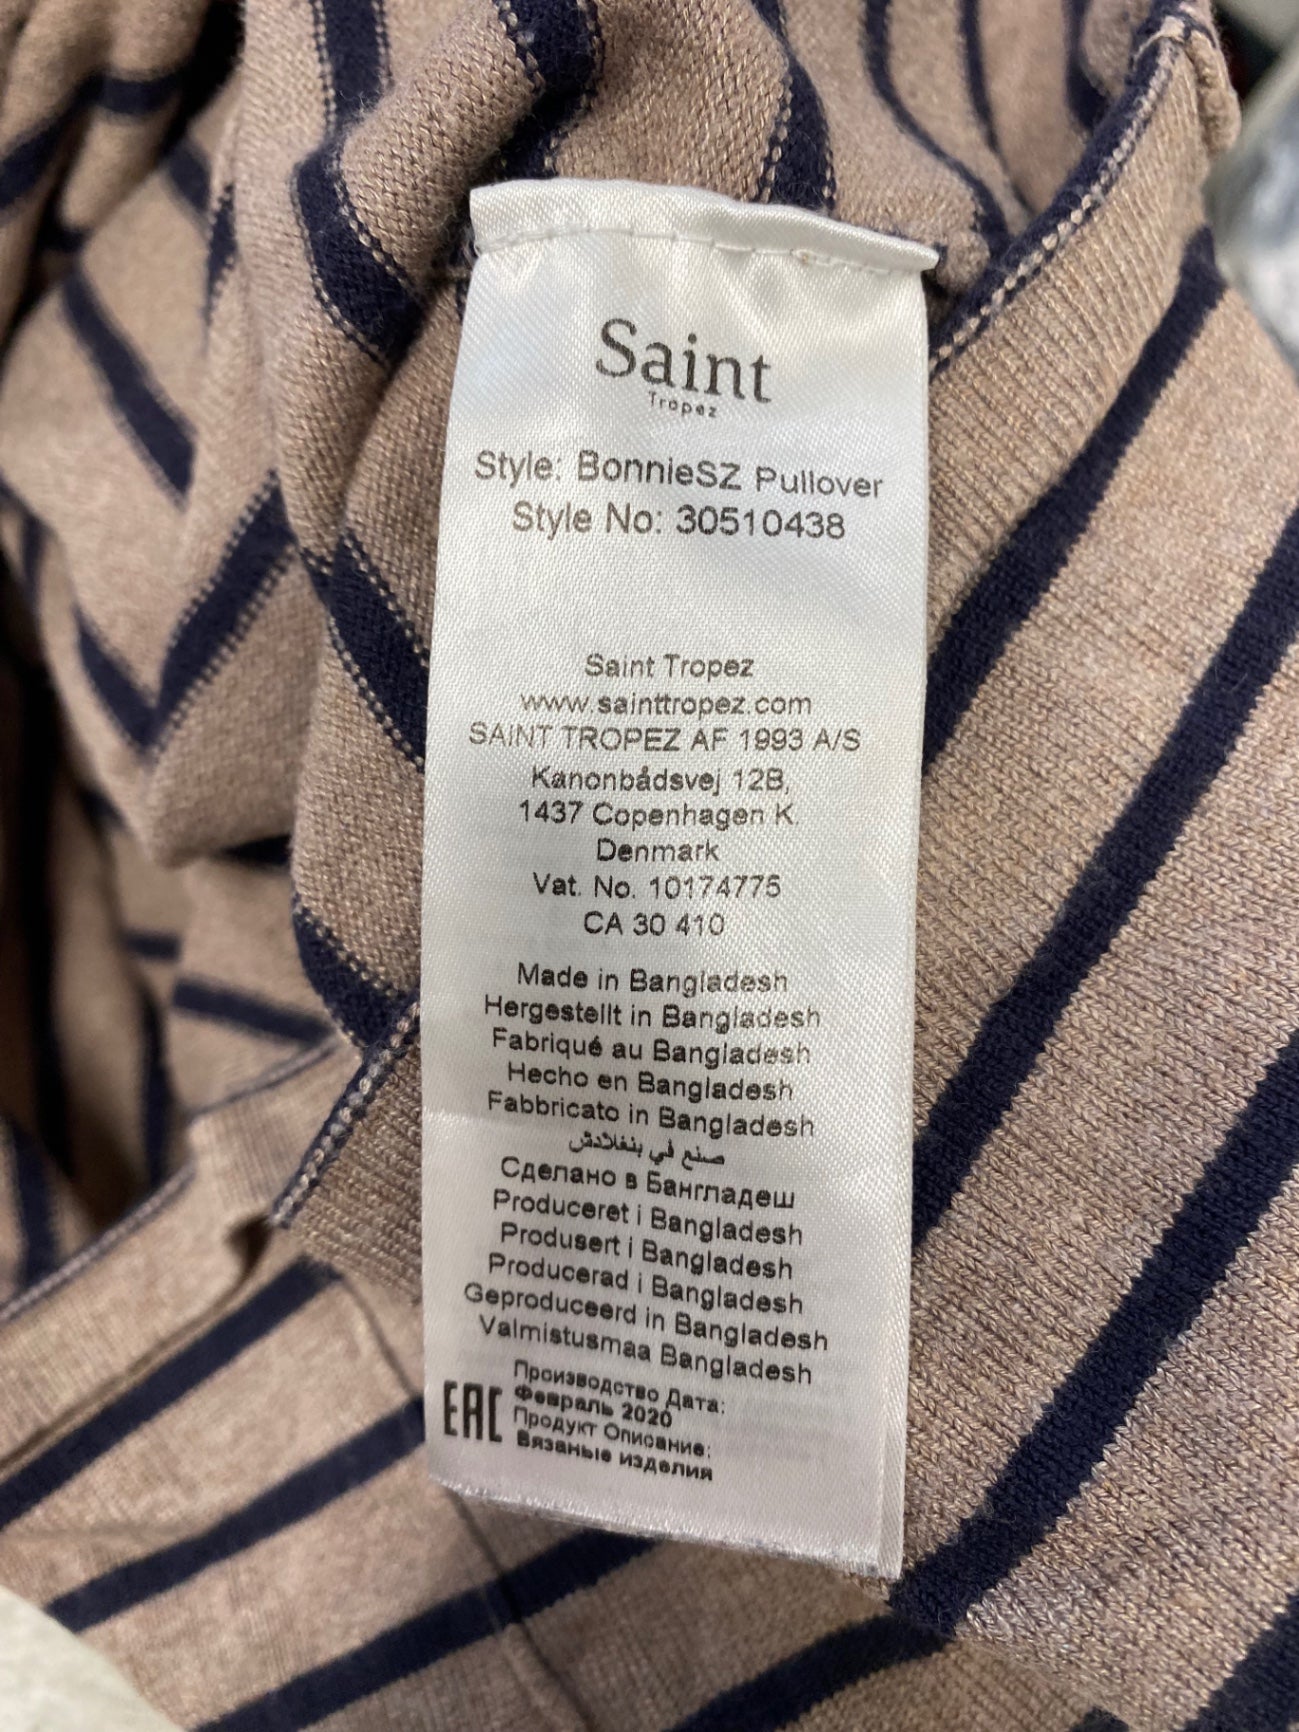 Saint
Tropez
Style: BonnieSZ Pullover
Style No: 30510438
Saint Tropez
www.sainttropez.com
SAINT TROPEZ AF 1993 A/S
Kanonbådsvej 12B,
1437 Copenhagen K.
Denmark
Vat. No. 10174775
CA 30 410
Made in Bangladesh
Hergestellt in Bangladesh
Fabriqué au Bangladesh
Hecho en Bangladesh
Fabbricato in Bangladesh
صنع في بنغلادش
Сделано в Бангладеш
Produceret i Bangladesh
Produsert i Bangladesh
Producerad i Bangladesh
Geproduceerd in Bangladesh
Valmistusmaa Bangladesh
EAC
Производство Дата:
Февраль 2020
Продукт Описание:
Вязаные изделия